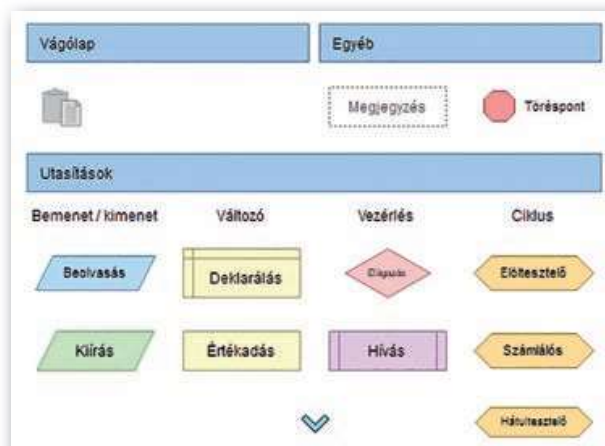 Vágólap
Egyéb
Megjegyzés
Töréspont
Utasítások
Bemenet / kimenet Változó Vezérlés Ciklus
Beolvasás Deklarálás Elágazás Elöltesztelő
Kiírás Értékadás Hívás Számlálós
Hátultesztelő